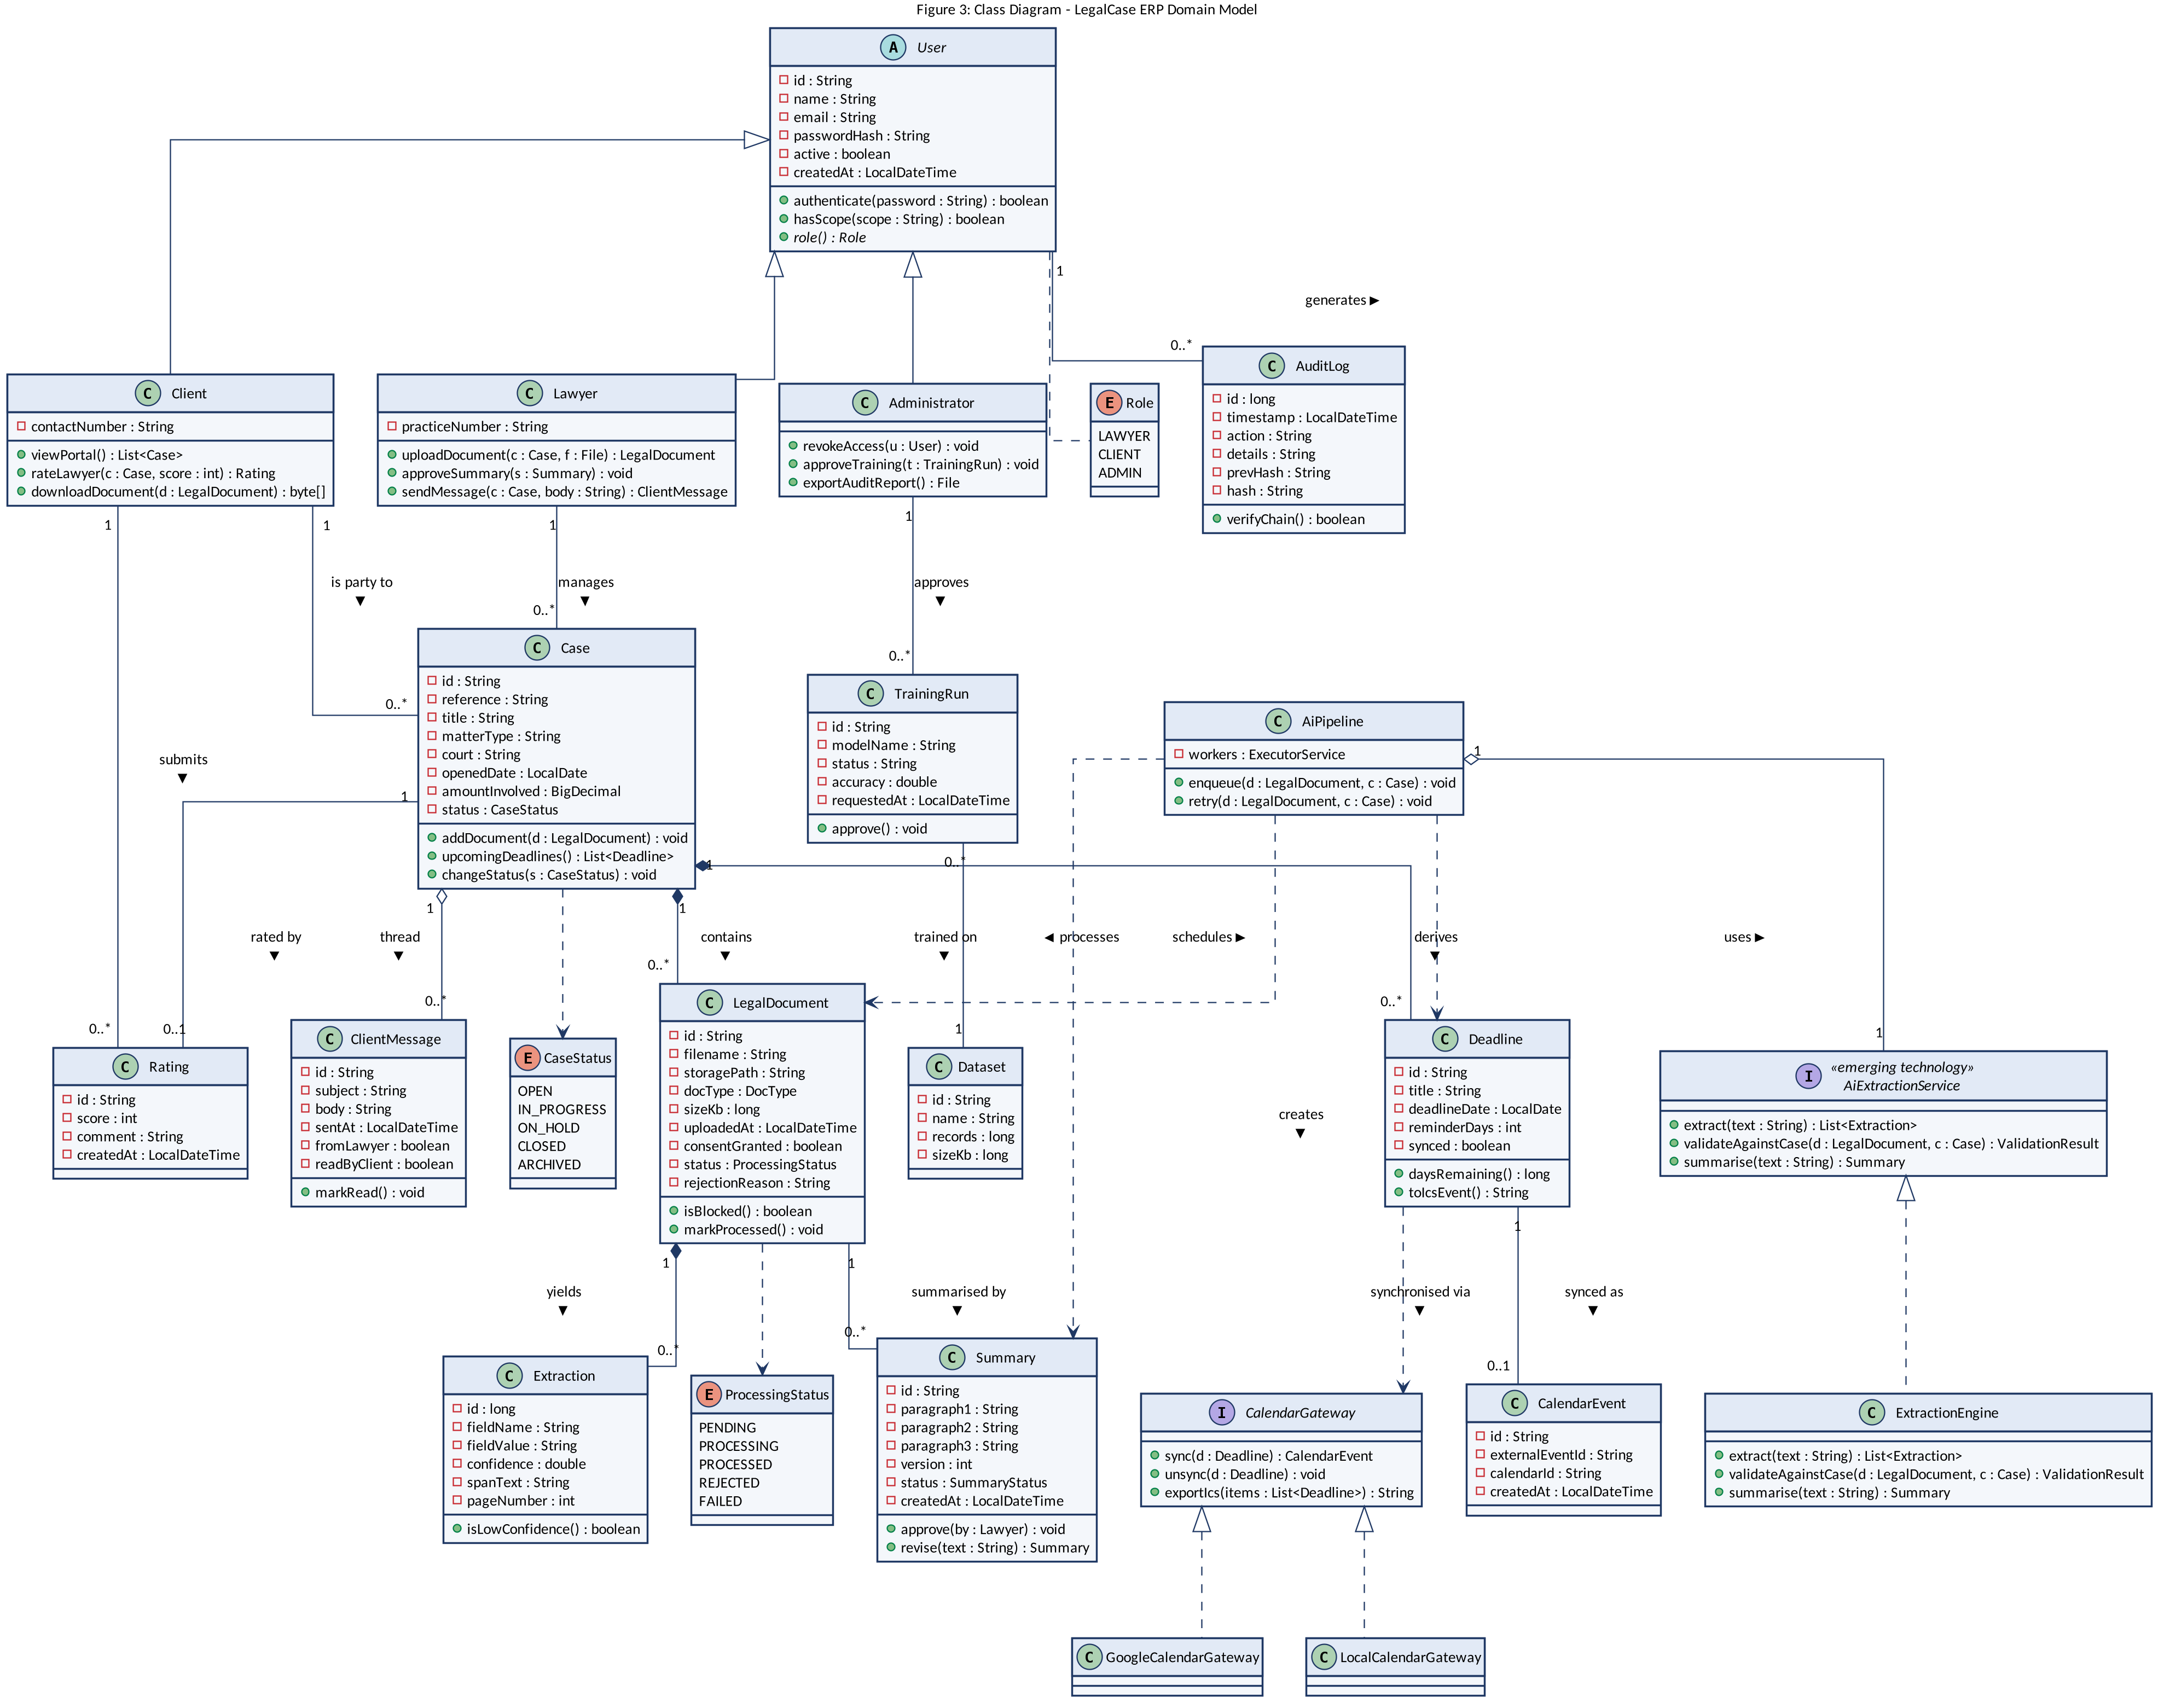 Figure 3: Class Diagram - LegalCase ERP Domain Model
A User
id : String
name : String
email : String
passwordHash : String
active : boolean
createdAt : LocalDateTime
authenticate(password : String) : boolean
hasScope(scope : String) : boolean
role() : Role
1
generates ►
0..*
C Client
contactNumber : String
viewPortal() : List<Case>
rateLawyer(c : Case, score : int) : Rating
downloadDocument(d : LegalDocument) : byte[]
C Lawyer
practiceNumber : String
uploadDocument(c : Case, f : File) : LegalDocument
approveSummary(s : Summary) : void
sendMessage(c : Case, body : String) : ClientMessage
C Administrator
revokeAccess(u : User) : void
approveTraining(t : TrainingRun) : void
exportAuditReport() : File
E Role
LAWYER
CLIENT
ADMIN
C AuditLog
id : long
timestamp : LocalDateTime
action : String
details : String
prevHash : String
hash : String
verifyChain() : boolean
1
1
1
1
is party to
▼
manages
▼
approves
▼
0..*
0..*
0..*
submits
▼
C Case
id : String
reference : String
title : String
matterType : String
court : String
openedDate : LocalDate
amountInvolved : BigDecimal
status : CaseStatus
addDocument(d : LegalDocument) : void
upcomingDeadlines() : List<Deadline>
changeStatus(s : CaseStatus) : void
1
1
1
1
C TrainingRun
id : String
modelName : String
status : String
accuracy : double
requestedAt : LocalDateTime
approve() : void
0..*
C AiPipeline
workers : ExecutorService
enqueue(d : LegalDocument, c : Case) : void
retry(d : LegalDocument, c : Case) : void
1
rated by
▼
thread
▼
contains
▼
trained on
▼
◄ processes
schedules ►
derives
▼
uses ►
0..*
0..1
0..*
0..*
1
0..*
1
C Rating
id : String
score : int
comment : String
createdAt : LocalDateTime
C ClientMessage
id : String
subject : String
body : String
sentAt : LocalDateTime
fromLawyer : boolean
readByClient : boolean
markRead() : void
E CaseStatus
OPEN
IN_PROGRESS
ON_HOLD
CLOSED
ARCHIVED
C LegalDocument
id : String
filename : String
storagePath : String
docType : DocType
sizeKb : long
uploadedAt : LocalDateTime
consentGranted : boolean
status : ProcessingStatus
rejectionReason : String
isBlocked() : boolean
markProcessed() : void
C Dataset
id : String
name : String
records : long
sizeKb : long
creates
▼
C Deadline
id : String
title : String
deadlineDate : LocalDate
reminderDays : int
synced : boolean
daysRemaining() : long
toIcsEvent() : String
I «emerging technology»
AiExtractionService
extract(text : String) : List<Extraction>
validateAgainstCase(d : LegalDocument, c : Case) : ValidationResult
summarise(text : String) : Summary
1
1
1
yields
▼
summarised by
▼
synchronised via
▼
synced as
▼
0..*
0..*
0..1
C Extraction
id : long
fieldName : String
fieldValue : String
confidence : double
spanText : String
pageNumber : int
isLowConfidence() : boolean
E ProcessingStatus
PENDING
PROCESSING
PROCESSED
REJECTED
FAILED
C Summary
id : String
paragraph1 : String
paragraph2 : String
paragraph3 : String
version : int
status : SummaryStatus
createdAt : LocalDateTime
approve(by : Lawyer) : void
revise(text : String) : Summary
I CalendarGateway
sync(d : Deadline) : CalendarEvent
unsync(d : Deadline) : void
exportIcs(items : List<Deadline>) : String
C CalendarEvent
id : String
externalEventId : String
calendarId : String
createdAt : LocalDateTime
C ExtractionEngine
extract(text : String) : List<Extraction>
validateAgainstCase(d : LegalDocument, c : Case) : ValidationResult
summarise(text : String) : Summary
C GoogleCalendarGateway
C LocalCalendarGateway